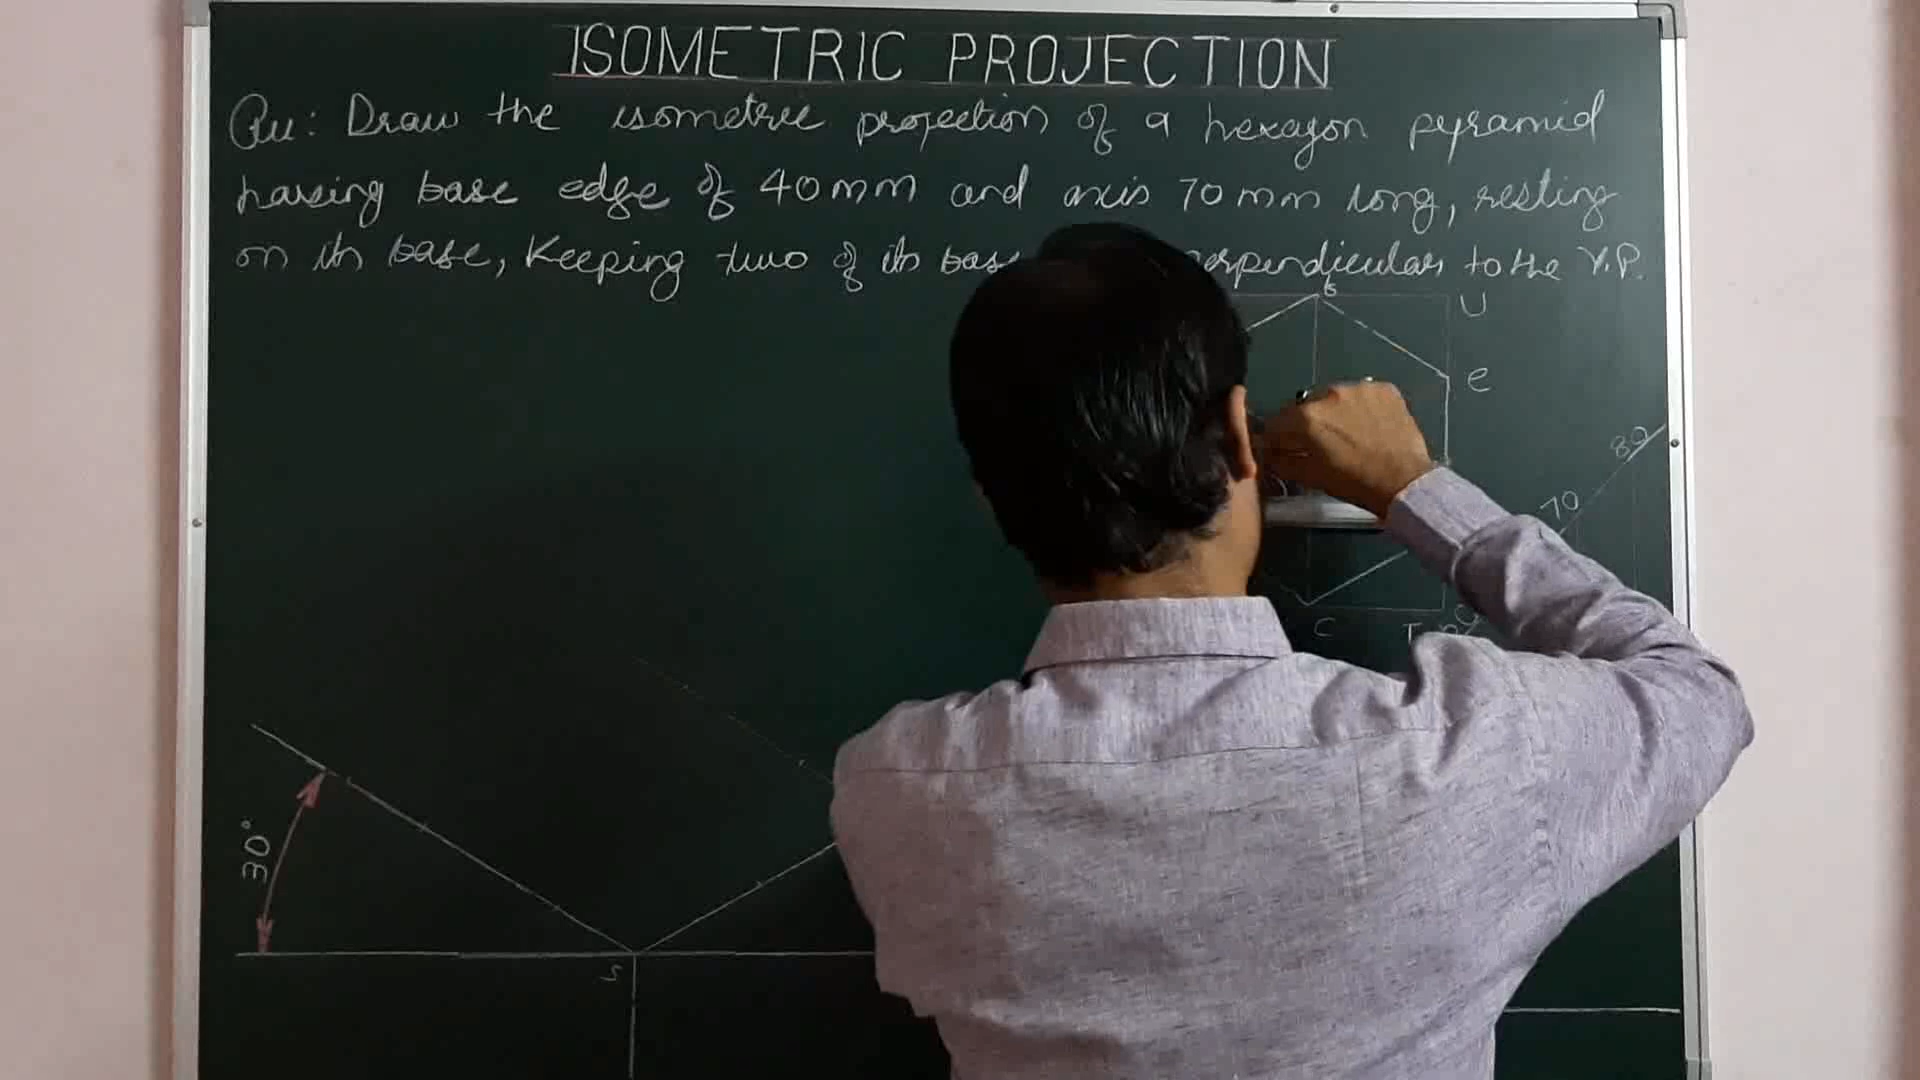 ISOMETRIC PROJECTION
Qu: Draw the isometric projection of a hexagon pyramid
having base edge of 40mm and axis 70mm long, resting
on its base, Keeping two of its base perpendicular to the V.P.
U
e
80
70
C T
30°
S